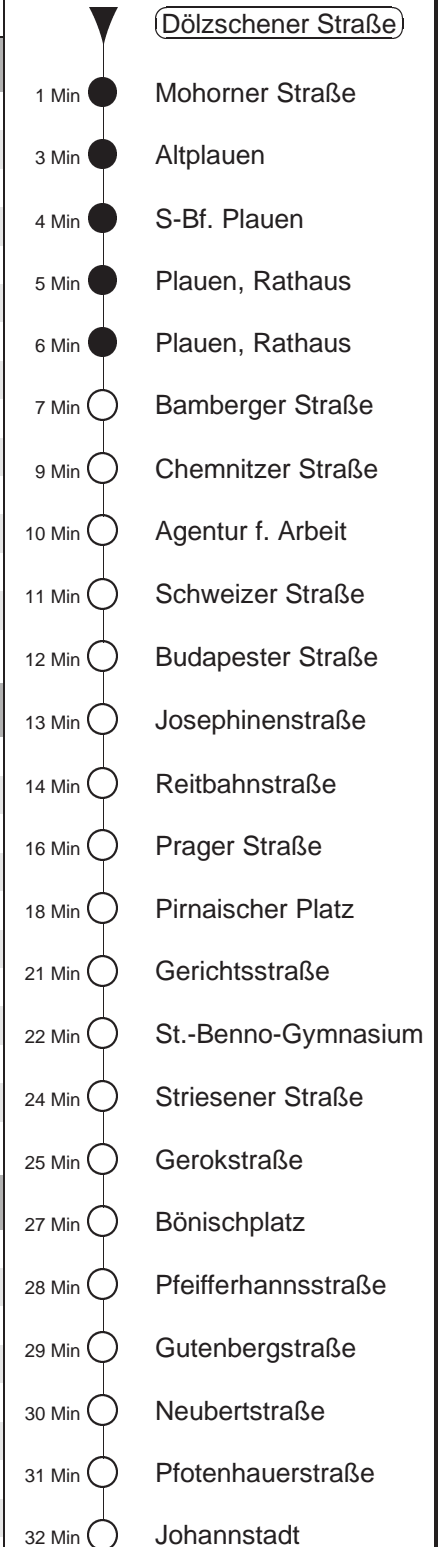 Dölzschener Straße
1 Min Mohorner Straße
3 Min Altplauen
4 Min S-Bf. Plauen
5 Min Plauen, Rathaus
6 Min Plauen, Rathaus
7 Min Bamberger Straße
9 Min Chemnitzer Straße
10 Min Agentur f. Arbeit
11 Min Schweizer Straße
12 Min Budapester Straße
13 Min Josephinenstraße
14 Min Reitbahnstraße
16 Min Prager Straße
18 Min Pirnaischer Platz
21 Min Gerichtsstraße
22 Min St.-Benno-Gymnasium
24 Min Striesener Straße
25 Min Gerokstraße
27 Min Bönischplatz
28 Min Pfeifferhannsstraße
29 Min Gutenbergstraße
30 Min Neubertstraße
31 Min Pfotenhauerstraße
32 Min Johannstadt